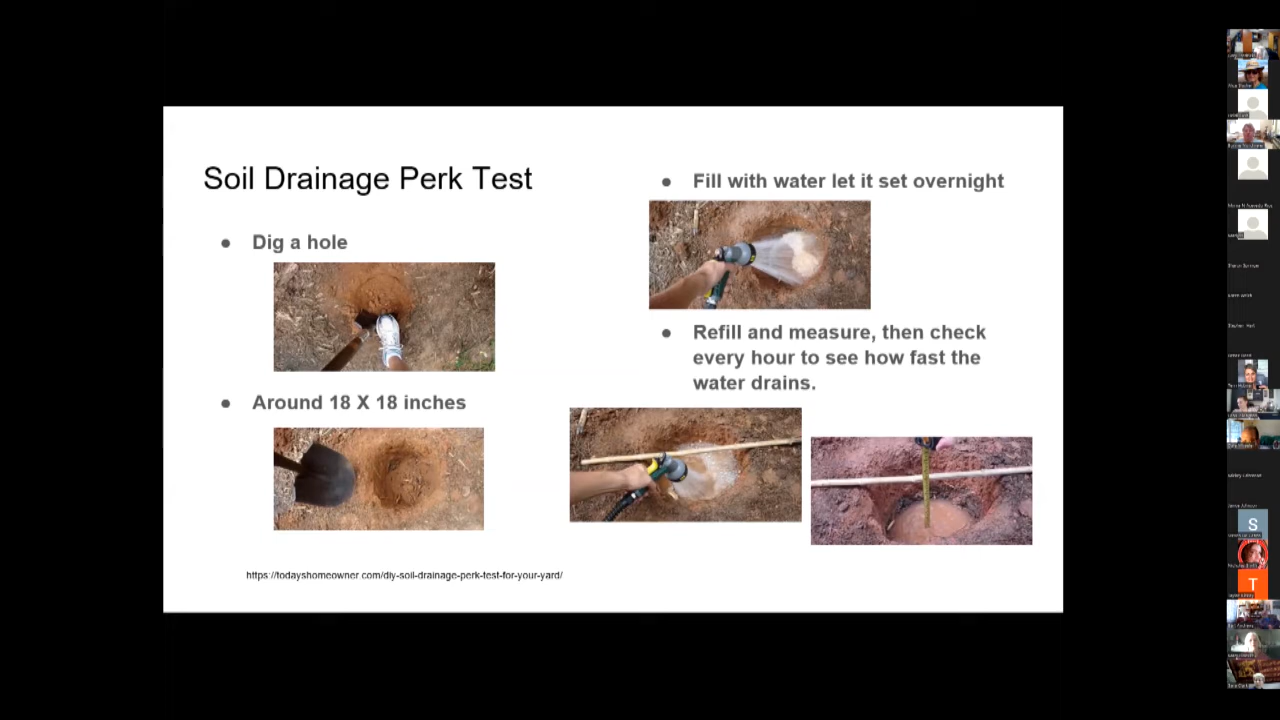 Soil Drainage Perk Test
● Dig a hole
● Around 18 X 18 inches
● Fill with water let it set overnight
● Refill and measure, then check
every hour to see how fast the
water drains.
https://todayshomeowner.com/diy-soil-drainage-perk-test-for-your-yard/
S
T